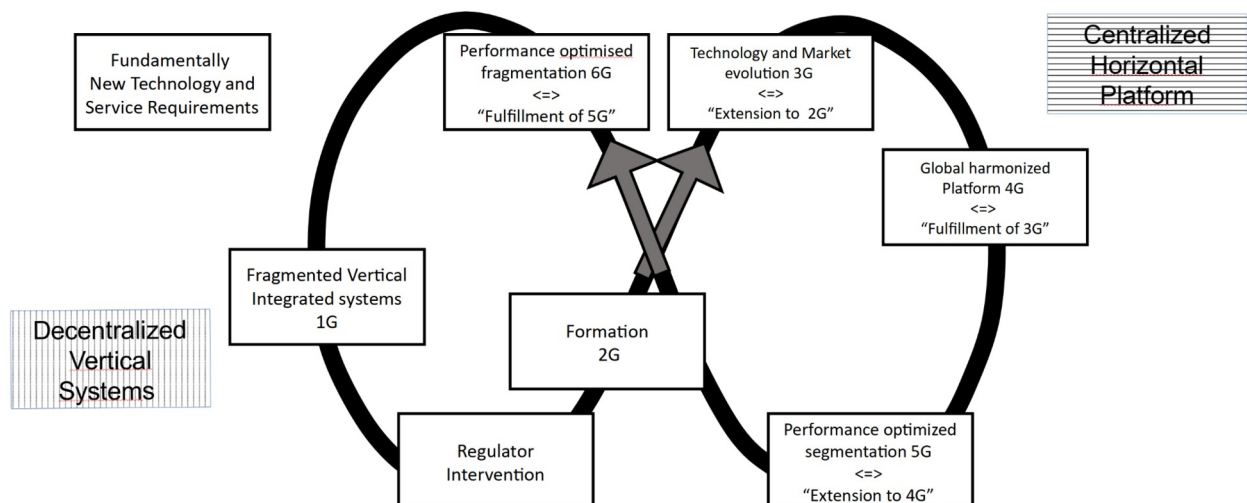 Fundamentally
New Technology and
Service Requirements
Performance optimised
fragmentation 6G
<=>
“Fulfillment of 5G”
Technology and Market
evolution 3G
<=>
“Extension to 2G”
Centralized
Horizontal
Platform
Global harmonized
Platform 4G
<=>
“Fulfillment of 3G”
Fragmented Vertical
Integrated systems
1G
Decentralized
Vertical
Systems
Formation
2G
Regulator
Intervention
Performance optimized
segmentation 5G
<=>
“Extension to 4G”